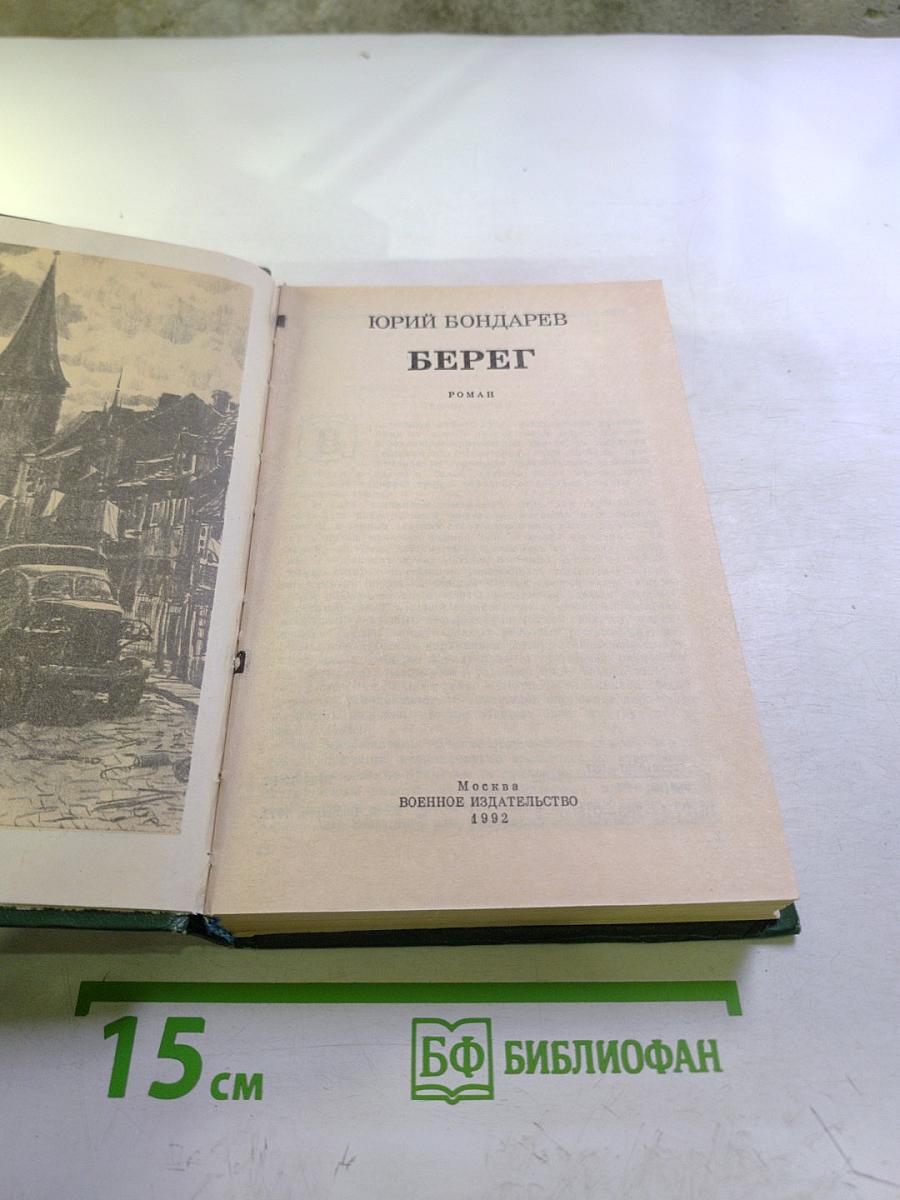 ЮРИЙ БОНДАРЕВ
БЕРЕГ
РОМАН
Москва
ВОЕННОЕ ИЗДАТЕЛЬСТВО
1992
15 см
БФ БИБЛИОФАН